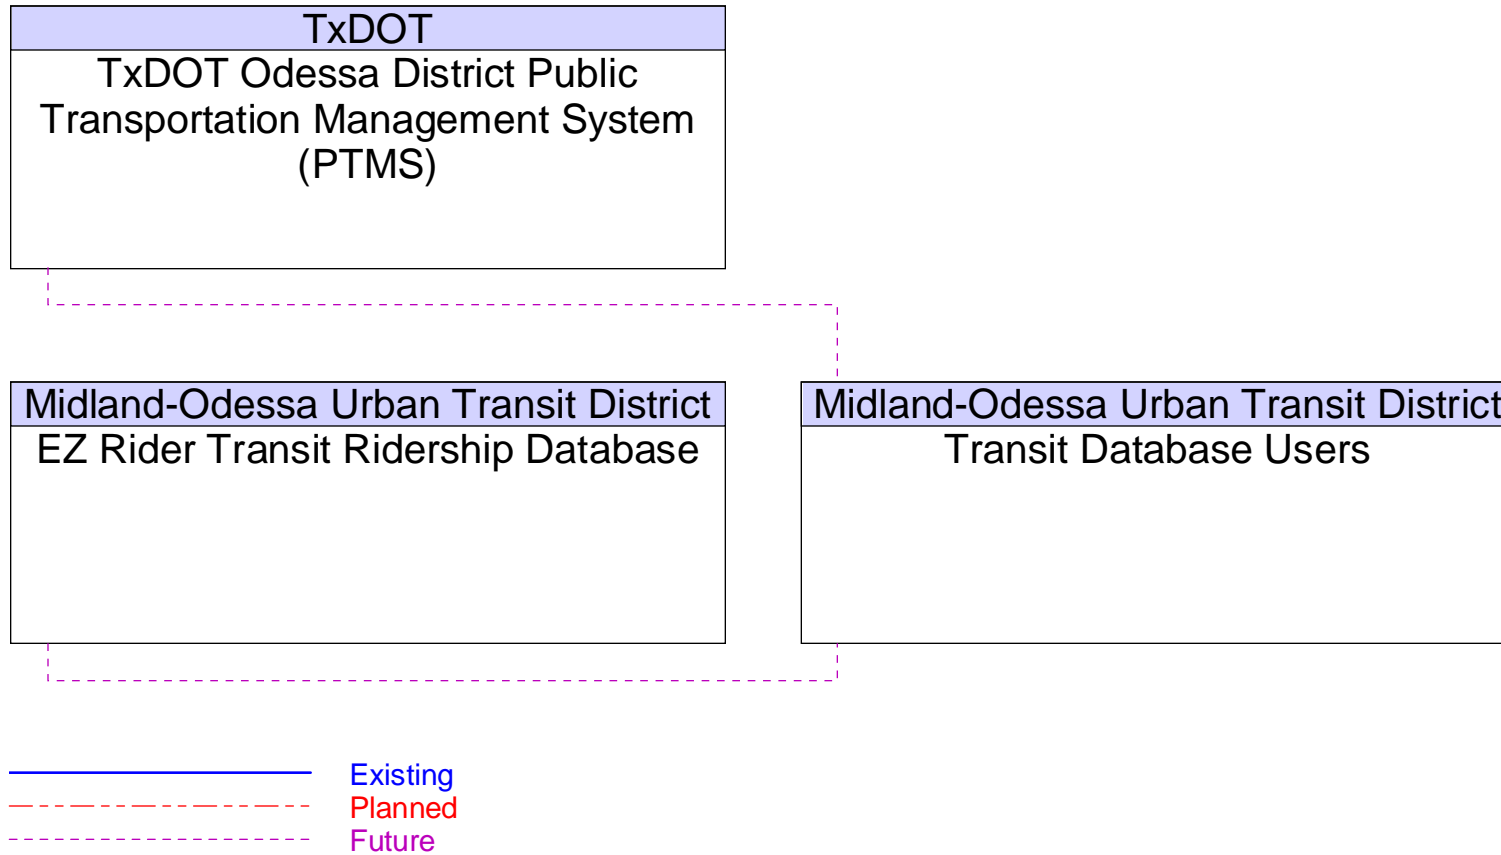 TxDOT
TxDOT Odessa District Public
Transportation Management System
(PTMS)
Midland-Odessa Urban Transit District
EZ Rider Transit Ridership Database
Midland-Odessa Urban Transit District
Transit Database Users
Existing
Planned
Future